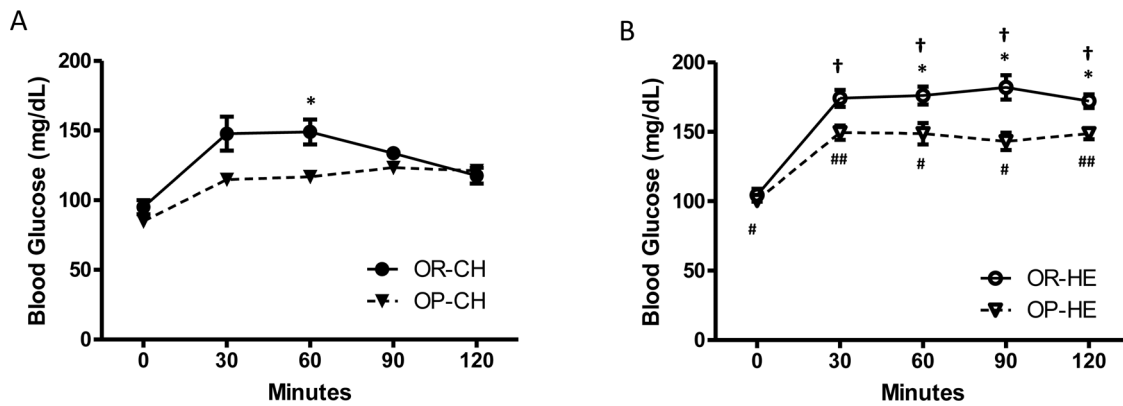 A
Blood Glucose (mg/dL)
200
150
100
50
0
*
OR-CH
OP-CH
0 30 60 90 120
Minutes
B
Blood Glucose (mg/dL)
200
150
100
50
0
† † † †
* * *
## # # ##
#
OR-HE
OP-HE
0 30 60 90 120
Minutes